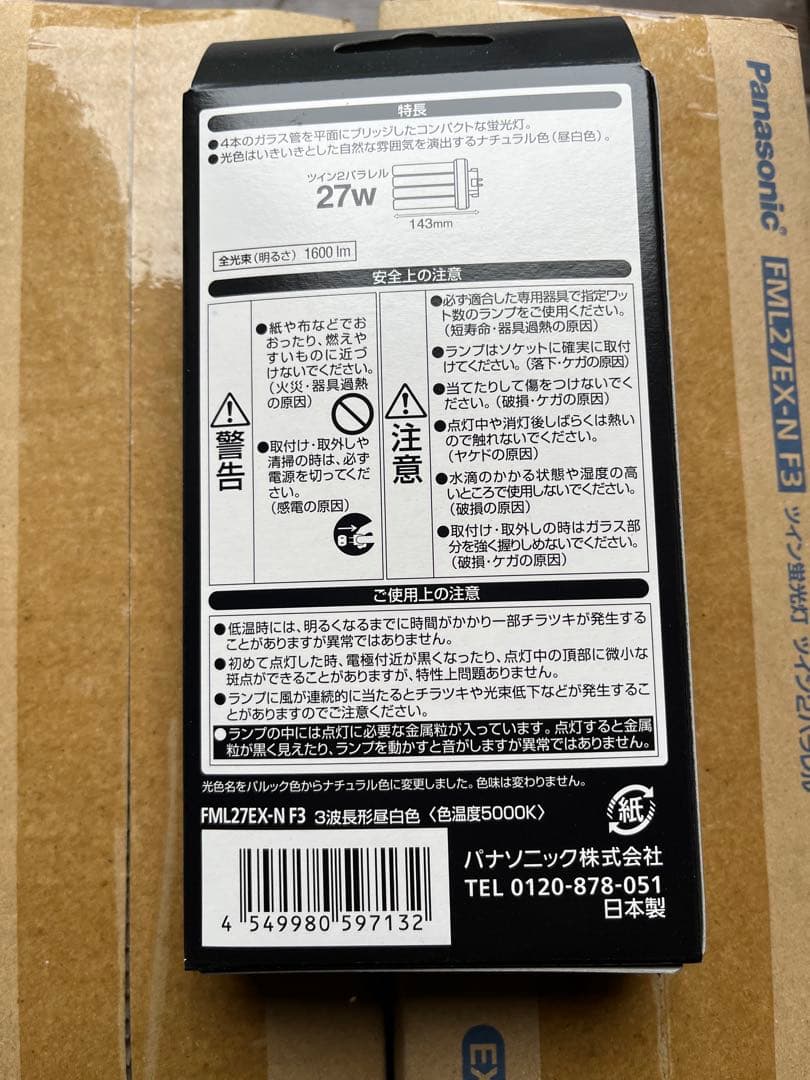 特長
●4本のガラス管を平面にブリッジしたコンパクトな蛍光灯。
●光色はいきいきとした自然な雰囲気を演出するナチュラル色(昼白色)。
ツイン2パラレル
27W
143mm
全光束(明るさ) 1600 lm
安全上の注意
警告
●紙や布などでお
おったり、燃えや
すいものに近づ
けないでください。
(火災・器具過熱
の原因)
●取付け・取外しや
清掃の時は、必ず
電源を切ってくだ
さい。
(感電の原因)
注意
●必ず適合した専用器具で指定ワッ
ト数のランプをご使用ください。
(短寿命・器具過熱の原因)
●ランプはソケットに確実に取付
けてください。(落下・ケガの原因)
●当てたりして傷をつけないでく
ださい。(破損・ケガの原因)
●点灯中や消灯後しばらくは熱い
ので触れないでください。
(ヤケドの原因)
●水滴のかかる状態や湿度の高
いところで使用しないでください。
(破損の原因)
●取付け・取外しの時はガラス部
分を強く握りしめないでください。
(破損・ケガの原因)
ご使用上の注意
●低温時には、明るくなるまでに時間がかかり一部チラツキが発生する
ことがありますが異常ではありません。
●初めて点灯した時、電極付近が黒くなったり、点灯中の頂部に微小な
斑点ができることがありますが、特性上問題ありません。
●ランプに風が連続的に当たるとチラツキや光束低下などが発生するこ
とがありますのでご注意ください。
●ランプの中には点灯に必要な金属粒が入っています。点灯すると金属
粒が黒く見えたり、ランプを動かすと音がしますが異常ではありません。
光色名をパルック色からナチュラル色に変更しました。色味は変わりません。
FML27EX-N F3 3波長形昼白色〈色温度5000K〉
紙
4 549980 597132
パナソニック株式会社
TEL 0120-878-051
日本製
Panasonic
FML27EX-N F3
ツイン蛍光灯 ツイン2パラレル
EX